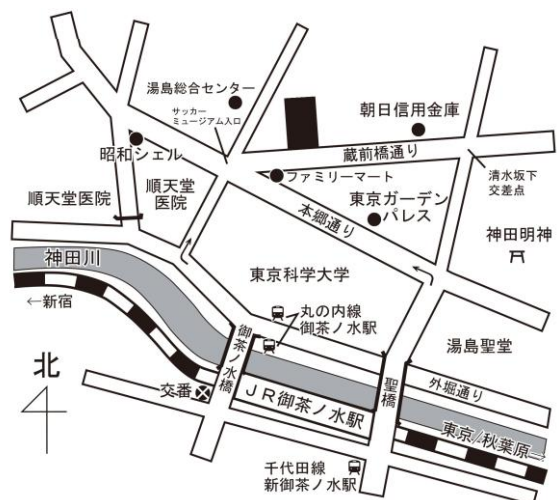 湯島総合センター
サッカー
ミュージアム入口
朝日信用金庫
昭和シェル
蔵前橋通り
ファミリーマート
清水坂下
交差点
順天堂医院
順天堂
医院
本郷通り
東京ガーデン
パレス
神田明神
神田川
東京科学大学
←新宿
丸の内線
御茶ノ水駅
御茶ノ水橋
湯島聖堂
北
聖橋
外堀通り
交番
JR御茶ノ水駅
東京/秋葉原→
千代田線
新御茶ノ水駅